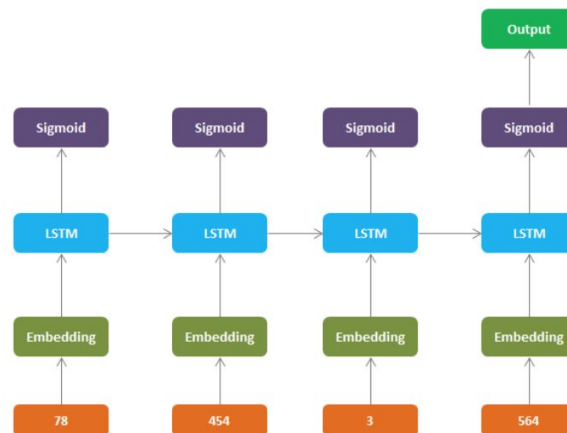 Output
Sigmoid Sigmoid Sigmoid Sigmoid
LSTM LSTM LSTM LSTM
Embedding Embedding Embedding Embedding
78 454 3 564